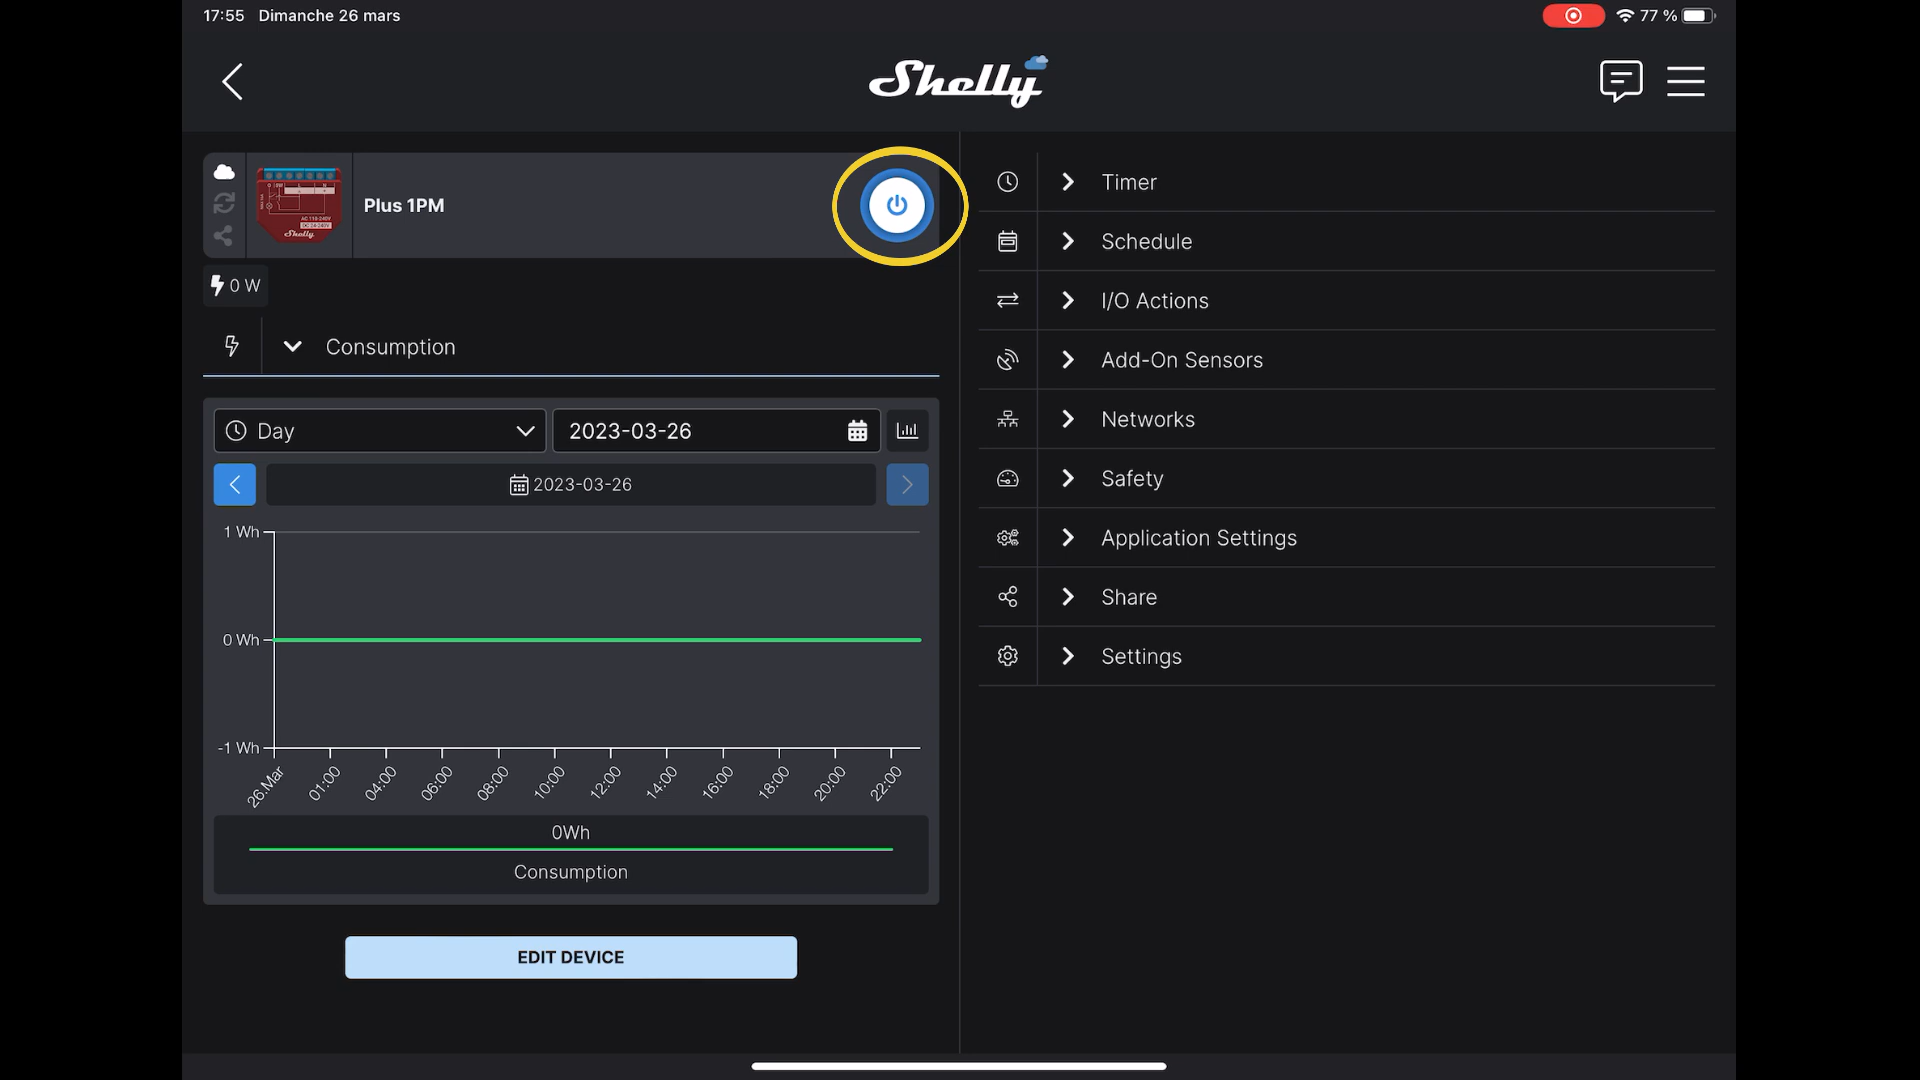 17:55 Dimanche 26 mars
77 %
Shelly
Plus 1PM
0 W
Consumption
Day
2023-03-26
2023-03-26
1 Wh
0 Wh
-1 Wh
26.Mar
01:00
04:00
06:00
08:00
10:00
12:00
14:00
16:00
18:00
20:00
22:00
0Wh
Consumption
EDIT DEVICE
Timer
Schedule
I/O Actions
Add-On Sensors
Networks
Safety
Application Settings
Share
Settings